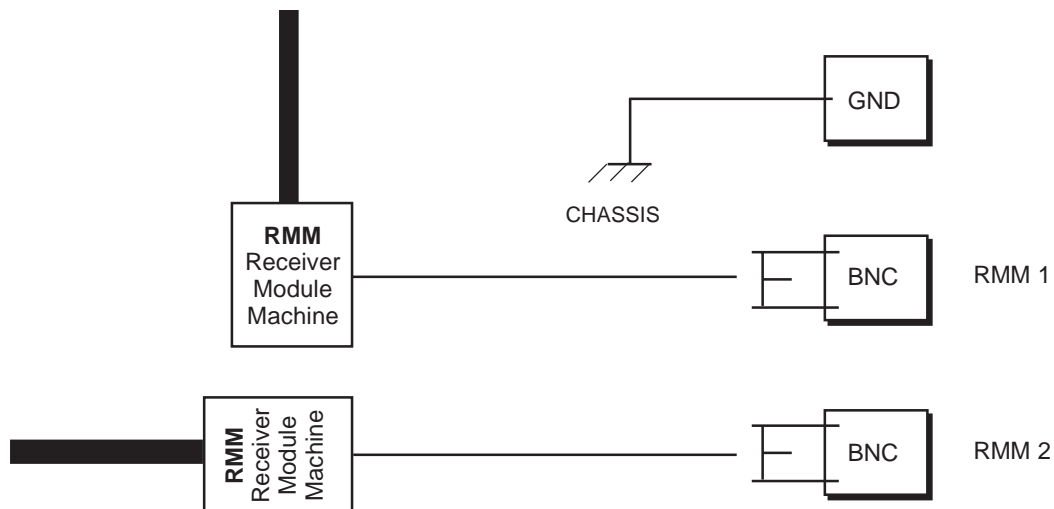 GND
CHASSIS
RMM
Receiver
Module
Machine
BNC
RMM 1
RMM
Receiver
Module
Machine
BNC
RMM 2